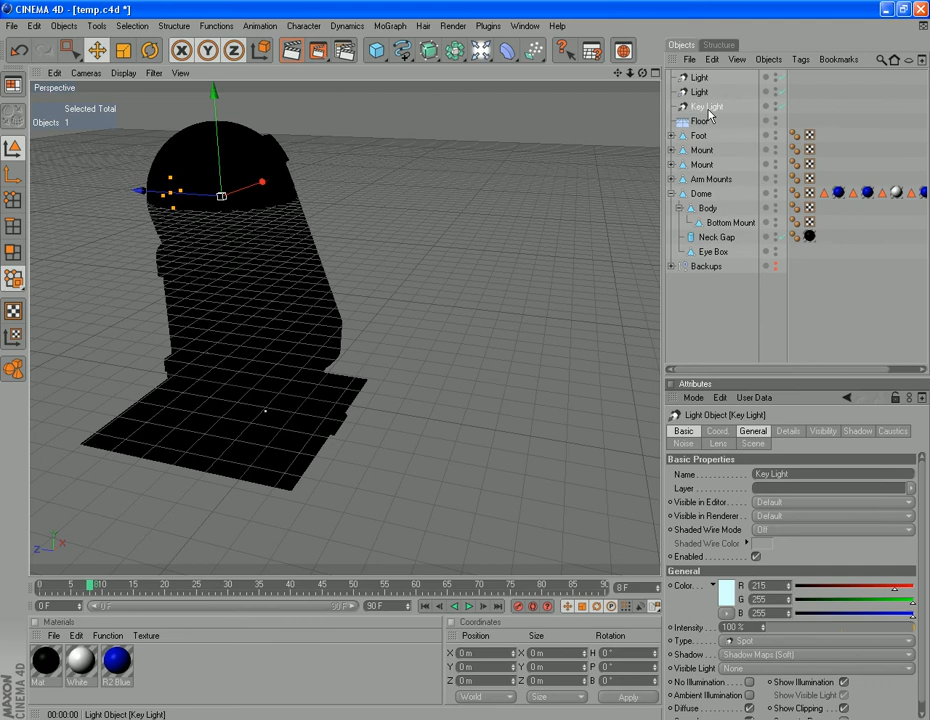 CINEMA 4D - [temp.c4d *]
File Edit Objects Tools Selection Structure Functions Animation Character Dynamics MoGraph Hair Render Plugins Window Help
Objects Structure
File Edit View Objects Tags Bookmarks
Edit Cameras Display Filter View
Perspective
Selected Total
Objects 1
Light
Light
Key Light
Floor
Foot
Mount
Mount
Arm Mounts
Dome
Body
Bottom Mount
Neck Gap
Eye Box
Backups
Attributes
Mode Edit User Data
Light Object [Key Light]
Basic Coord. General Details Visibility Shadow Caustics
Noise Lens Scene
Basic Properties
Name Key Light
Layer
Visible in Editor Default
Visible in Renderer Default
Shaded Wire Mode Off
Shaded Wire Color
Enabled
General
Color R 215
G 255
B 255
Intensity 100 %
Type Spot
Shadow Shadow Maps (Soft)
Visible Light None
No Illumination Show Illumination
Ambient Illumination Show Visible Light
Diffuse Show Clipping
Z X
0 5 10 15 20 25 30 35 40 45 50 55 60 65 70 75 80 85 90 8 F
0 F 0 F 90 F 90 F
Materials
File Edit Function Texture
Mat White R2 Blue
Coordinates
Position Size Rotation
X 0 m X 0 m H 0 °
Y 0 m Y 0 m P 0 °
Z 0 m Z 0 m B 0 °
World Size Apply
MAXON CINEMA 4D
00:00:00 Light Object [Key Light]